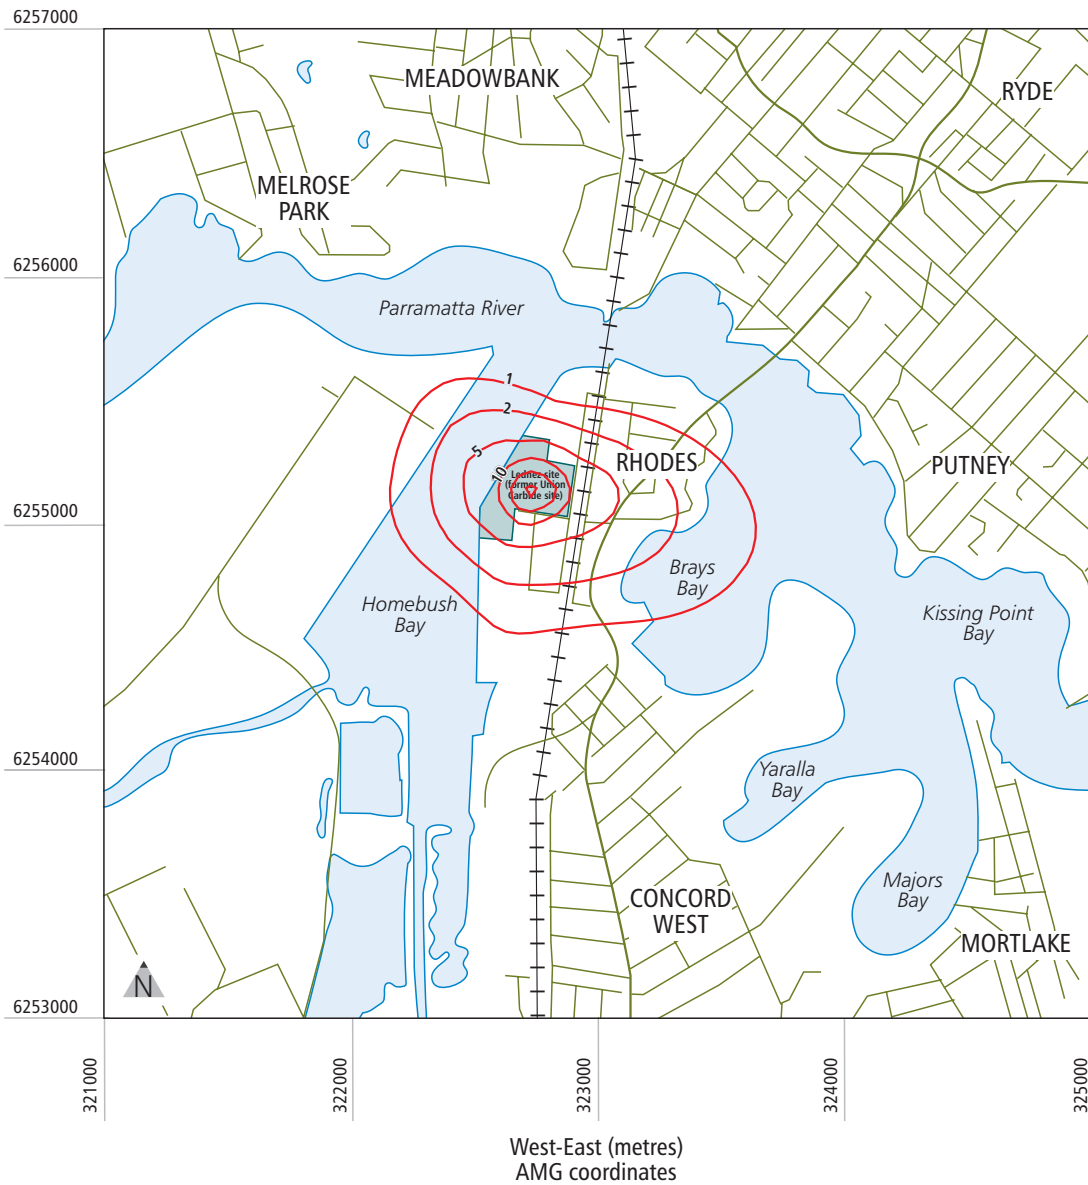 6257000
MEADOWBANK
RYDE
MELROSE
PARK
6256000
Parramatta River
1
2
5
10
RHODES
PUTNEY
Lednez site
(former Union
Carbide site)
6255000
Brays
Bay
Homebush
Bay
Kissing Point
Bay
6254000
Yaralla
Bay
Majors
Bay
CONCORD
WEST
MORTLAKE
N
6253000
321000
322000
323000
324000
325000
West-East (metres)
AMG coordinates